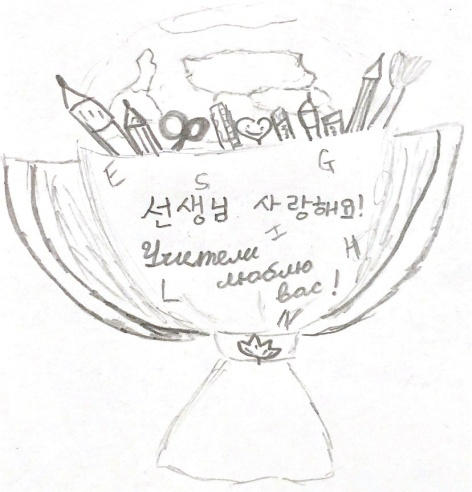 E S G
선생님 사랑해요!
I H
Учители
люблю
L вас!
N